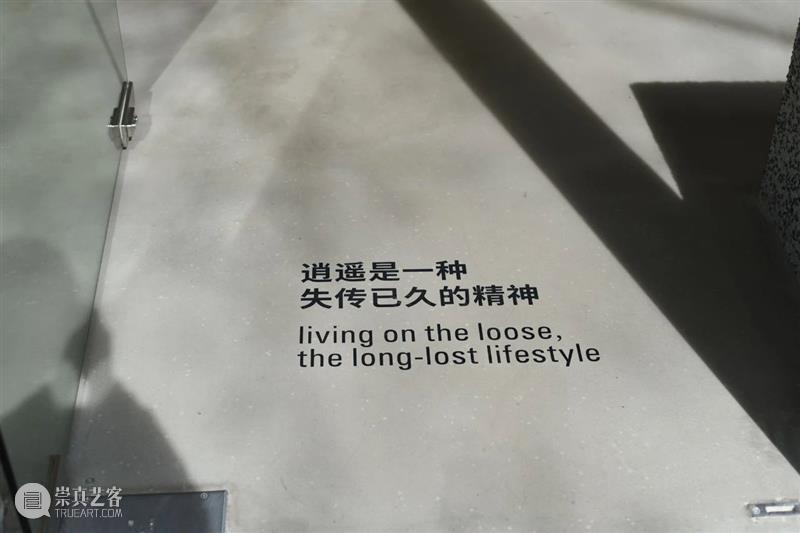 逍遥是一种
失传已久的精神
living on the loose,
the long-lost lifestyle
崇真艺客
TRUEART.COM